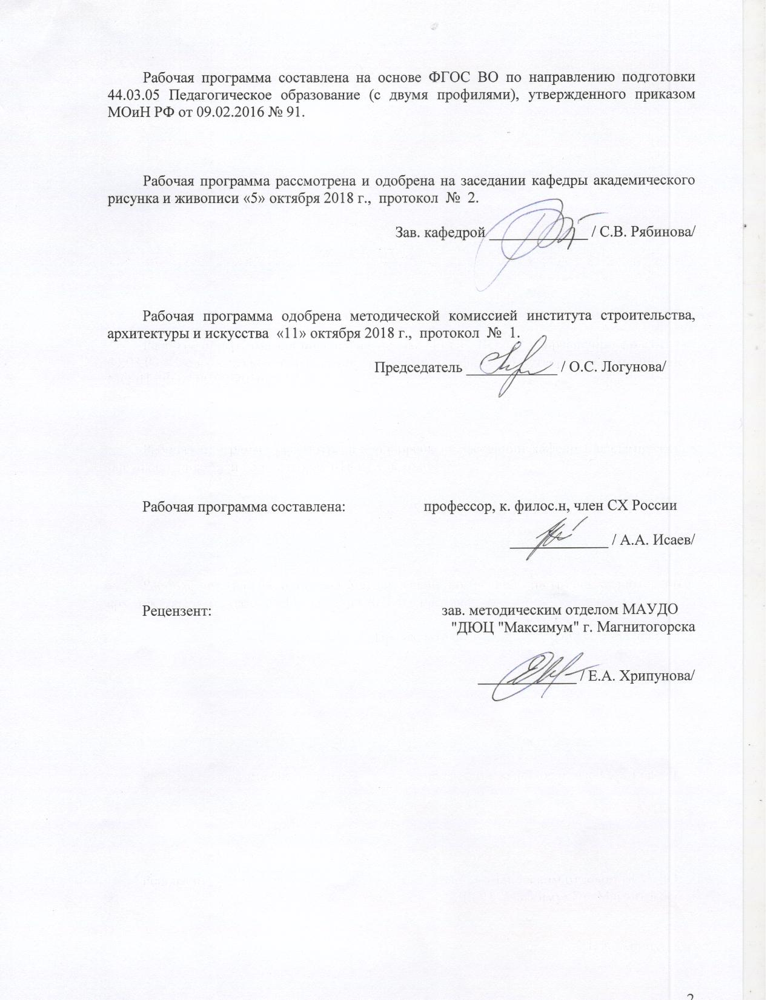 Рабочая программа составлена на основе ФГОС ВО по направлению подготовки
44.03.05 Педагогическое образование (с двумя профилями), утвержденного приказом
МОиН РФ от 09.02.2016 № 91.
Рабочая программа рассмотрена и одобрена на заседании кафедры академического
рисунка и живописи «5» октября 2018 г., протокол № 2.
Зав. кафедрой _____________ / С.В. Рябинова/
Рабочая программа одобрена методической комиссией института строительства,
архитектуры и искусства «11» октября 2018 г., протокол № 1.
Председатель ____________ / О.С. Логунова/
Рабочая программа составлена: профессор, к. филос.н, член СХ России
_____________ / А.А. Исаев/
Рецензент: зав. методическим отделом МАУДО
"ДЮЦ "Максимум" г. Магнитогорска
_____________ / Е.А. Хрипунова/
2